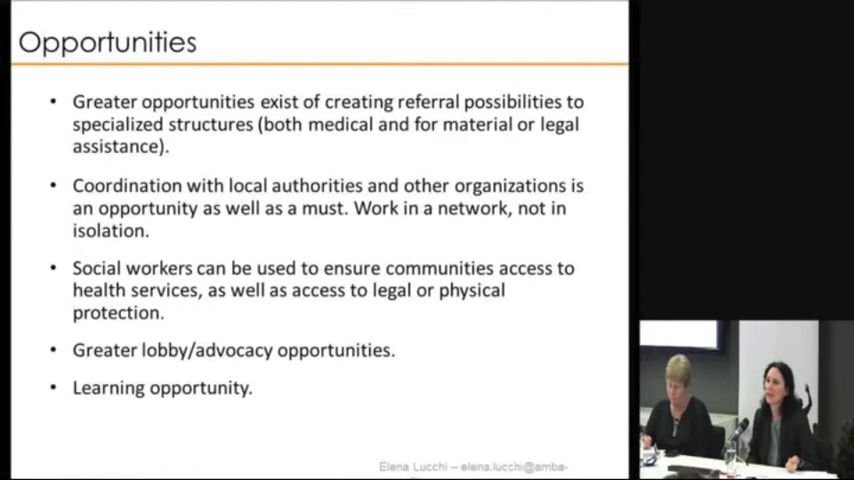 Opportunities
• Greater opportunities exist of creating referral possibilities to
specialized structures (both medical and for material or legal
assistance).
• Coordination with local authorities and other organizations is
an opportunity as well as a must. Work in a network, not in
isolation.
• Social workers can be used to ensure communities access to
health services, as well as access to legal or physical
protection.
• Greater lobby/advocacy opportunities.
• Learning opportunity.
Elena Lucchi – elena.lucchi@amba-